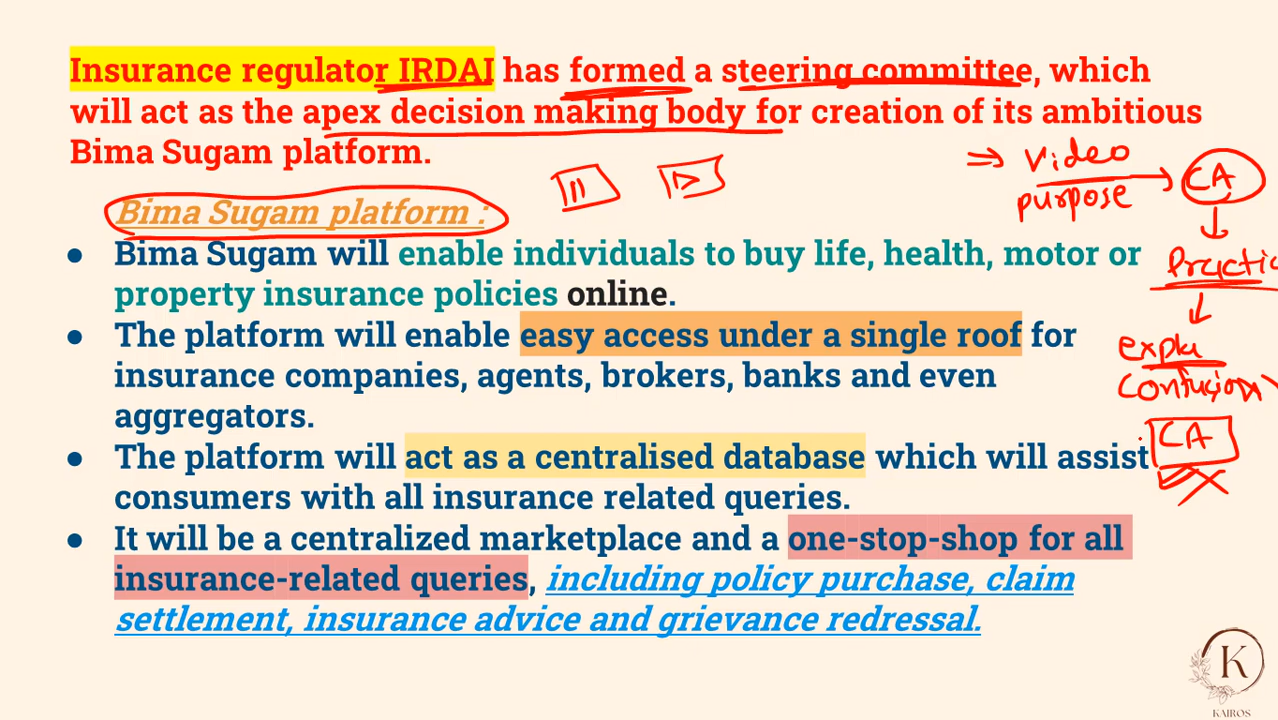 Insurance regulator IRDAI has formed a steering committee, which
will act as the apex decision making body for creation of its ambitious
Bima Sugam platform.
⇒ Video
purpose → CA
Bima Sugam platform :
● Bima Sugam will enable individuals to buy life, health, motor or
property insurance policies online.
Practic
● The platform will enable easy access under a single roof for
insurance companies, agents, brokers, banks and even
aggregators.
CA
● The platform will act as a centralised database which will assist
consumers with all insurance related queries.
● It will be a centralized marketplace and a one-stop-shop for all
insurance-related queries, including policy purchase, claim
settlement, insurance advice and grievance redressal.
K
KAIROS